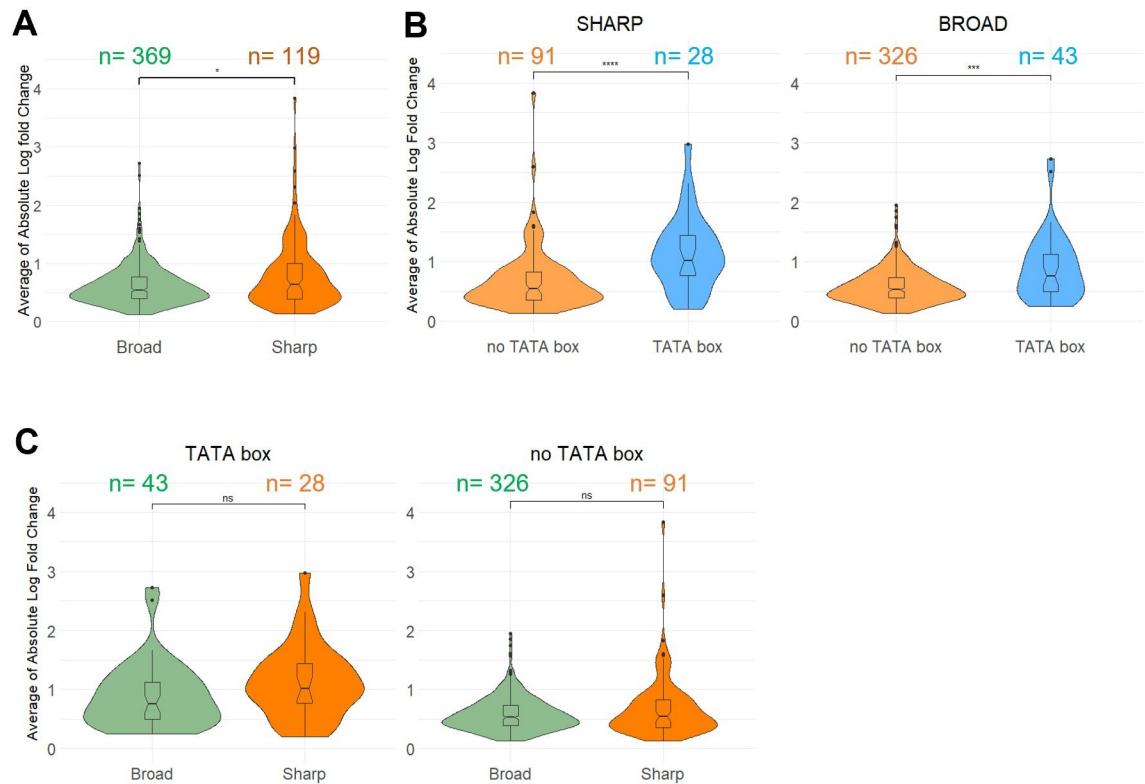 A
n= 369 n= 119
*
Average of Absolute Log fold Change
4
3
2
1
0
Broad Sharp
B
SHARP
n= 91 n= 28
****
Average of Absolute Log Fold Change
4
3
2
1
0
no TATA box TATA box
BROAD
n= 326 n= 43
***
4
3
2
1
0
no TATA box TATA box
C
TATA box
n= 43 n= 28
ns
Average of Absolute Log Fold Change
4
3
2
1
0
Broad Sharp
no TATA box
n= 326 n= 91
ns
4
3
2
1
0
Broad Sharp